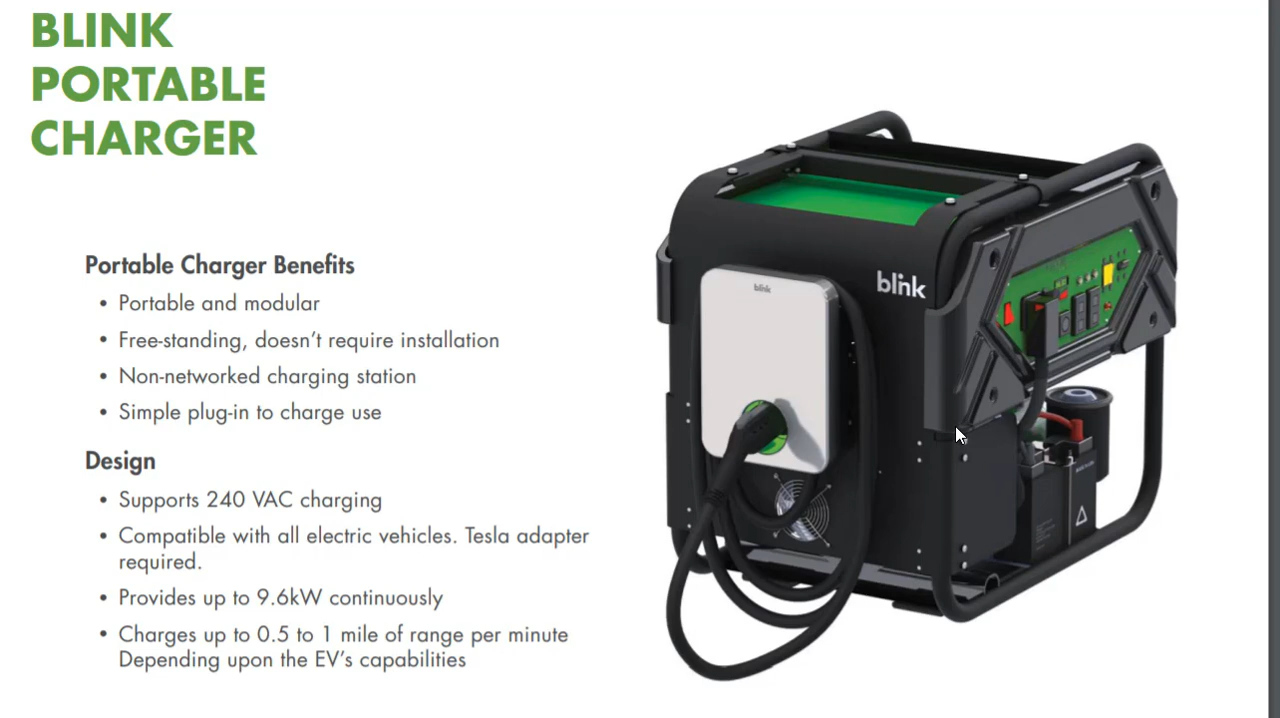 BLINK
PORTABLE
CHARGER
Portable Charger Benefits
• Portable and modular
• Free-standing, doesn't require installation
• Non-networked charging station
• Simple plug-in to charge use
Design
• Supports 240 VAC charging
• Compatible with all electric vehicles. Tesla adapter
required.
• Provides up to 9.6kW continuously
• Charges up to 0.5 to 1 mile of range per minute
Depending upon the EV's capabilities
blink
blink